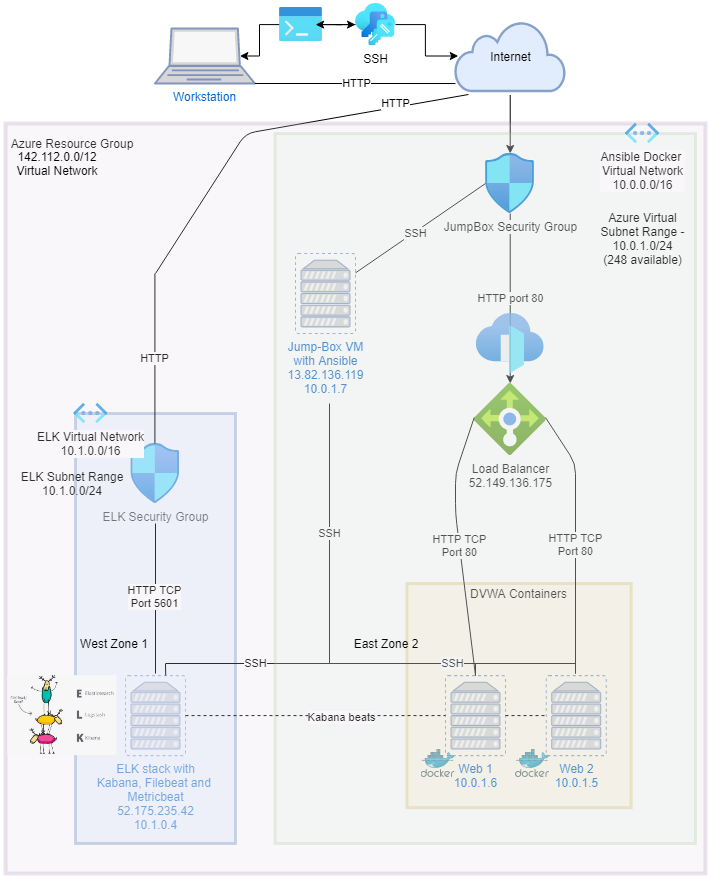 SSH
Internet
HTTP
Workstation
HTTP
Azure Resource Group
142.112.0.0/12
Virtual Network
Ansible Docker
Virtual Network
10.0.0.0/16
Azure Virtual
Subnet Range -
10.0.1.0/24
(248 available)
JumpBox Security Group
SSH
HTTP port 80
Jump-Box VM
with Ansible
13.82.136.119
10.0.1.7
HTTP
ELK Virtual Network
10.1.0.0/16
ELK Subnet Range
10.1.0.0/24
ELK Security Group
Load Balancer
52.149.136.175
SSH
HTTP TCP
Port 80
HTTP TCP
Port 80
HTTP TCP
Port 5601
DVWA Containers
West Zone 1
East Zone 2
SSH
SSH
E Elasticsearch
L Logstash
K Kibana
Kabana beats
ELK stack with
Kabana, Filebeat and
Metricbeat
52.175.235.42
10.1.0.4
docker
Web 1
10.0.1.6
docker
Web 2
10.0.1.5